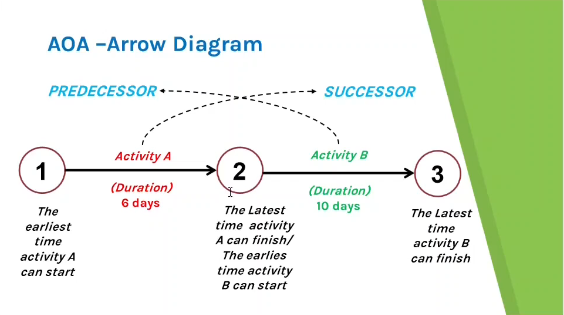 AOA –Arrow Diagram
PREDECESSOR
SUCCESSOR
Activity A
Activity B
1
2
3
(Duration)
6 days
(Duration)
10 days
The
earliest
time
activity A
can start
The Latest
time activity
A can finish/
The earlies
time activity
B can start
The Latest
time
activity B
can finish